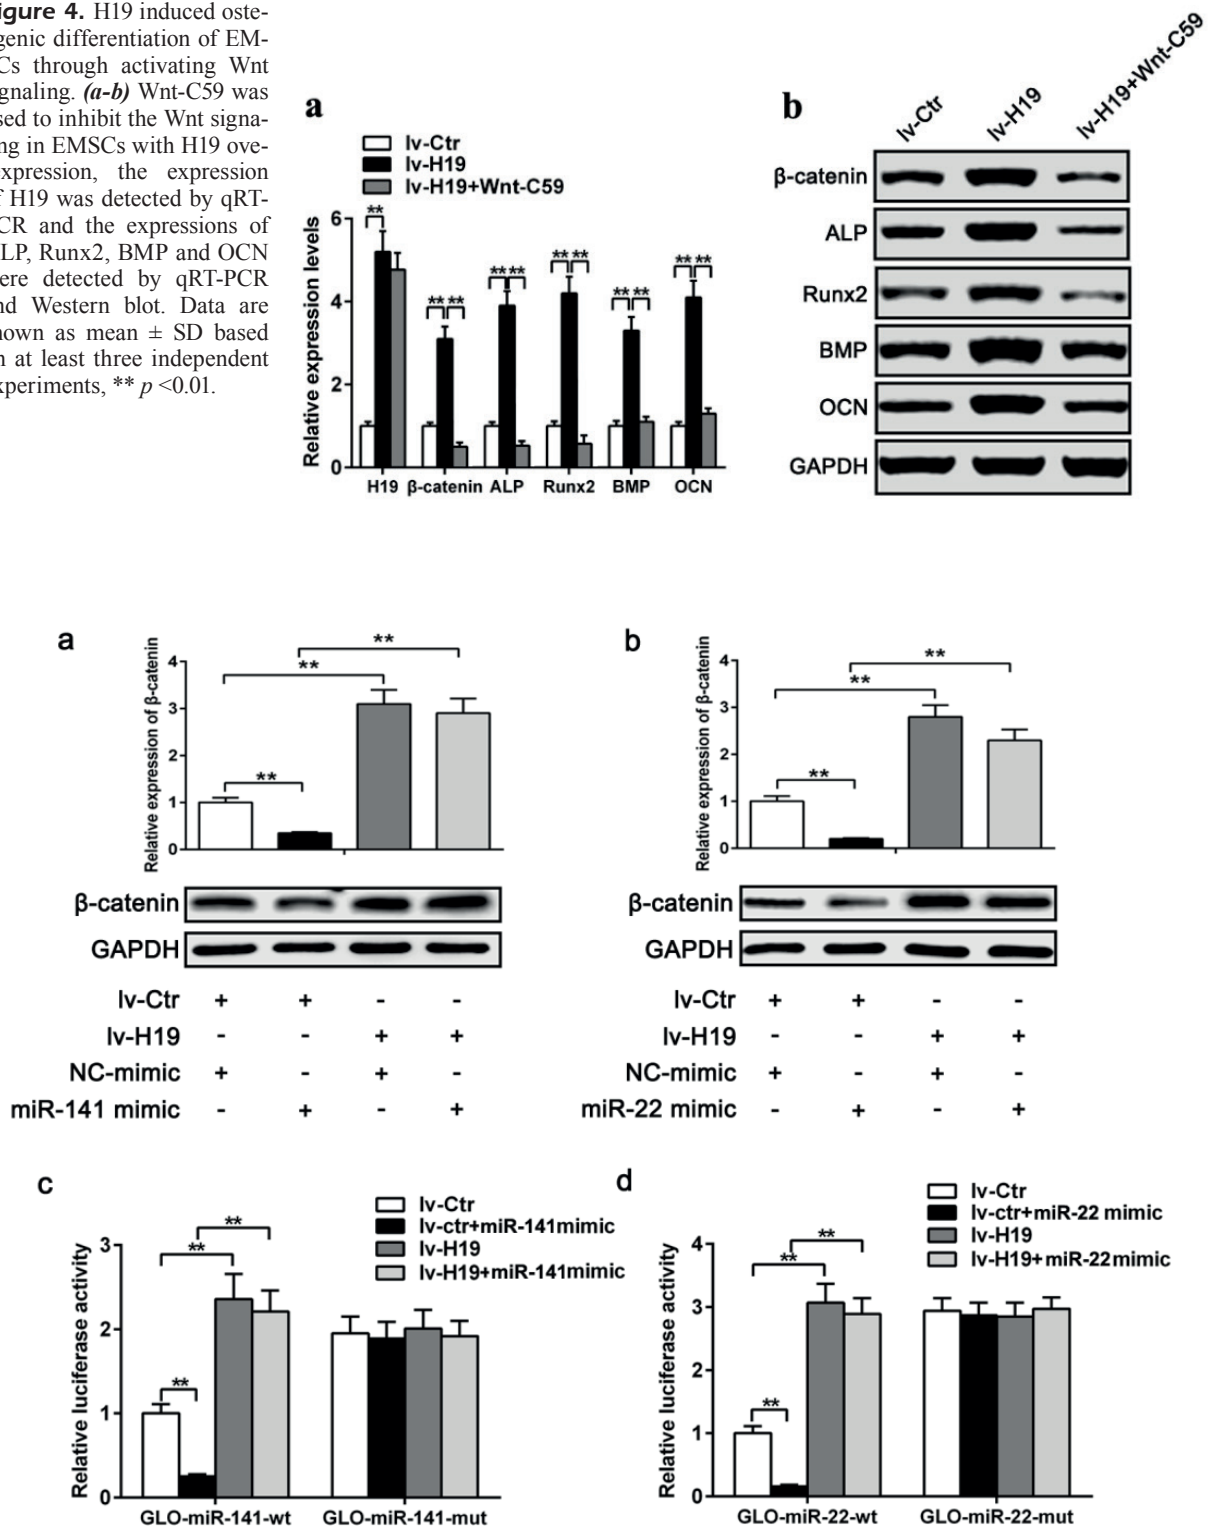 igure 4. H19 induced oste-
genic differentiation of EM-
Cs through activating Wnt
gnaling. (a-b) Wnt-C59 was
sed to inhibit the Wnt signa-
ng in EMSCs with H19 ove-
expression, the expression
f H19 was detected by qRT-
CR and the expressions of
LP, Runx2, BMP and OCN
ere detected by qRT-PCR
nd Western blot. Data are
hown as mean ± SD based
n at least three independent
xperiments, ** p <0.01.
a
lv-Ctr
lv-H19
lv-H19+Wnt-C59
Relative expression levels
6
4
2
0
**
** **
** **
** **
** **
** **
H19 β-catenin ALP Runx2 BMP OCN
b
lv-Ctr lv-H19 lv-H19+Wnt-C59
β-catenin
ALP
Runx2
BMP
OCN
GAPDH
a
Relative expression of β-catenin
4
3
2
1
0
**
**
**
β-catenin
GAPDH
lv-Ctr + + - -
lv-H19 - - + +
NC-mimic + - + -
miR-141 mimic - + - +
b
Relative expression of β-catenin
4
3
2
1
0
**
**
**
β-catenin
GAPDH
lv-Ctr + + - -
lv-H19 - - + +
NC-mimic + - + -
miR-22 mimic - + - +
c
lv-Ctr
lv-ctr+miR-141mimic
lv-H19
lv-H19+miR-141mimic
Relative luciferase activity
3
2
1
0
**
**
**
GLO-miR-141-wt GLO-miR-141-mut
d
lv-Ctr
lv-ctr+miR-22 mimic
lv-H19
lv-H19+miR-22mimic
Relative luciferase activity
4
3
2
1
0
**
**
**
GLO-miR-22-wt GLO-miR-22-mut